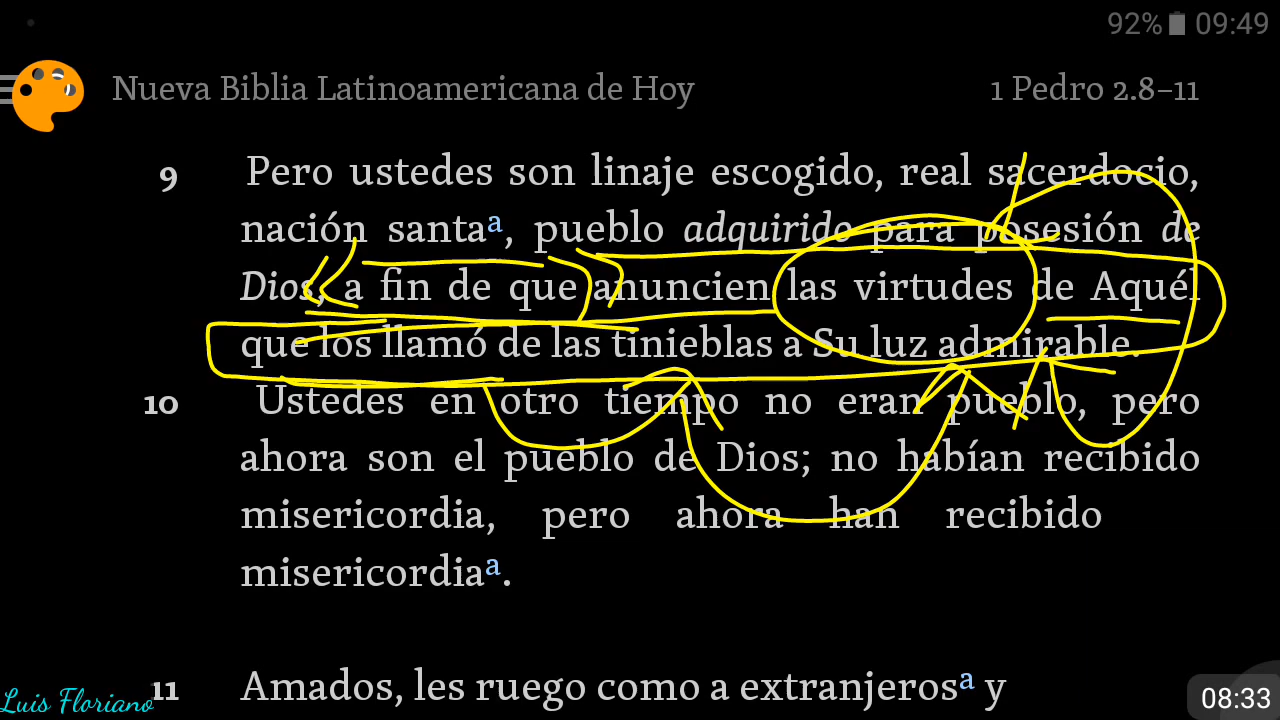 92% 09:49
Nueva Biblia Latinoamericana de Hoy 1 Pedro 2.8–11
9 Pero ustedes son linaje escogido, real sacerdocio,
nación santaª, pueblo adquirido para posesión de
Dios, a fin de que anuncien las virtudes de Aquél
que los llamó de las tinieblas a Su luz admirable.
10 Ustedes en otro tiempo no eran pueblo, pero
ahora son el pueblo de Dios; no habían recibido
misericordia, pero ahora han recibido
misericordiaª.
11 Amados, les ruego como a extranjerosª y
Luis Floriano
08:33